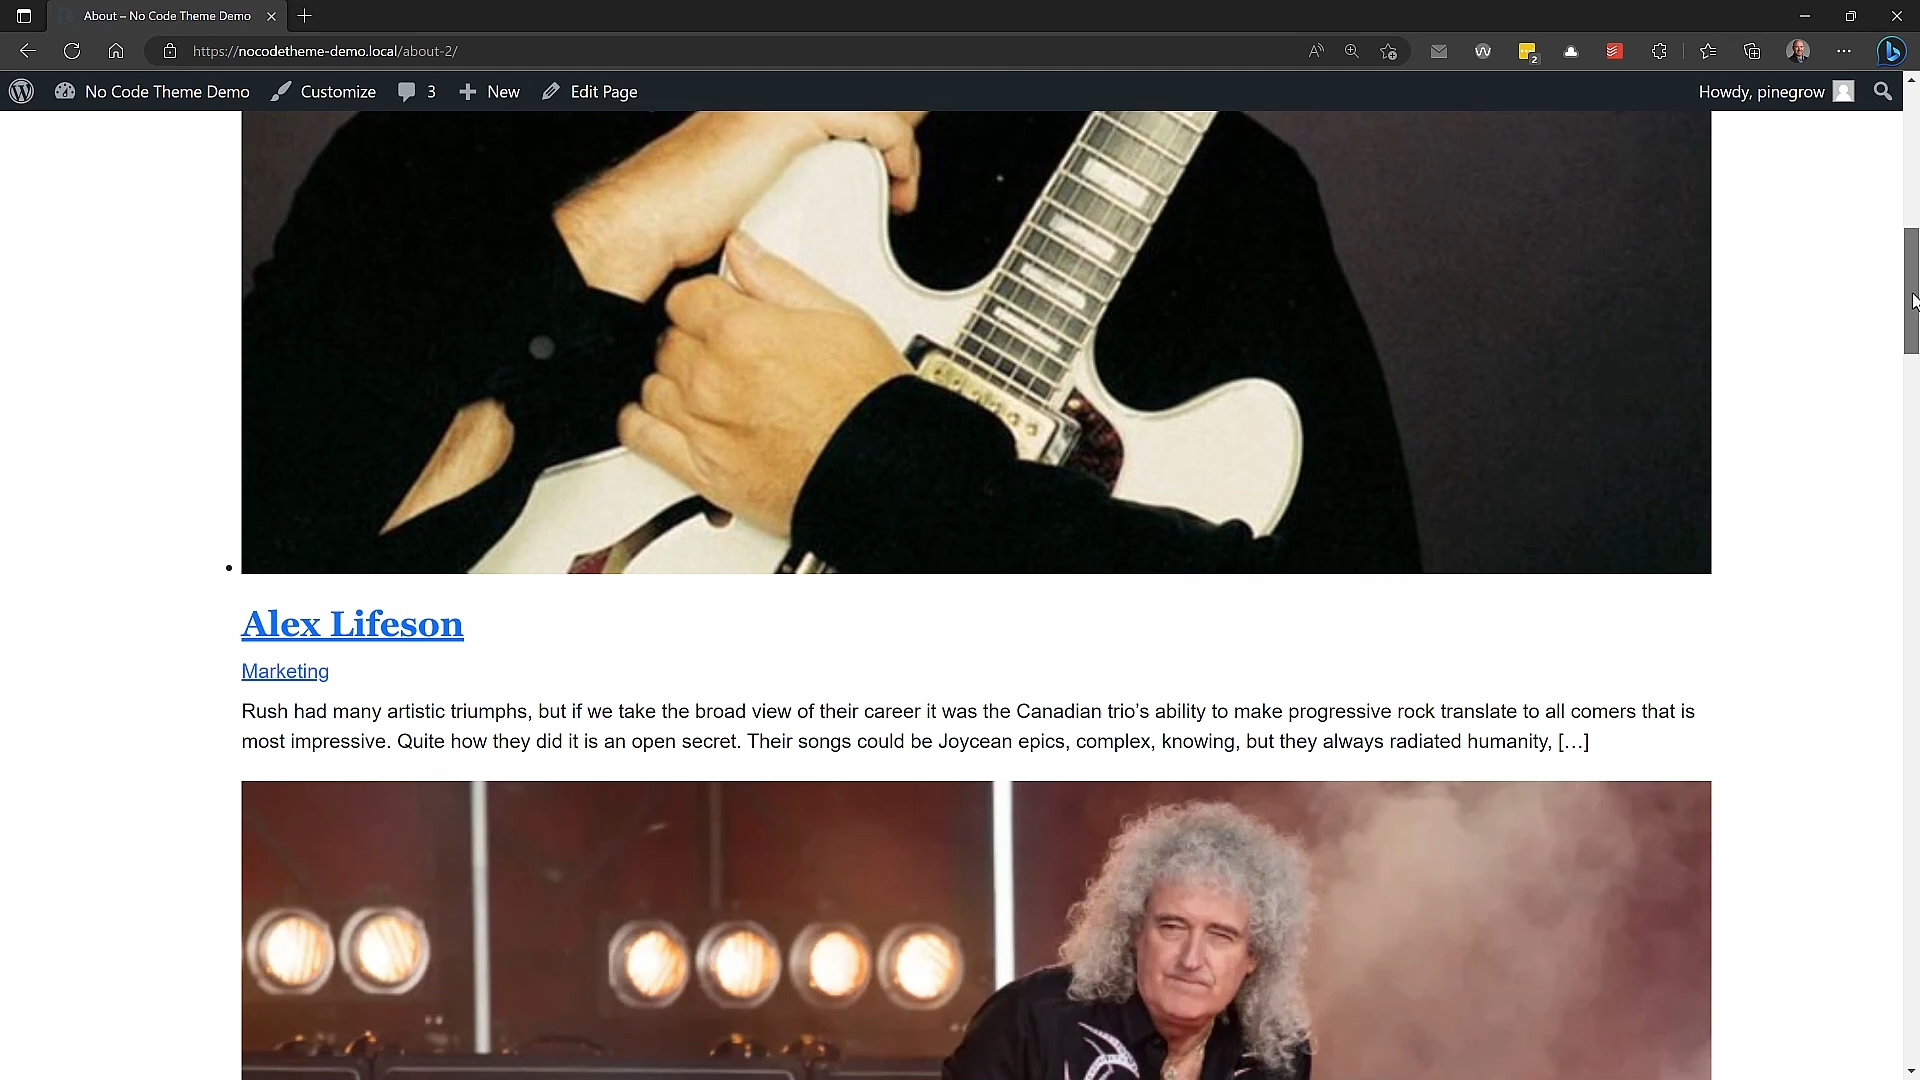 About – No Code Theme Demo
https://nocodetheme-demo.local/about-2/
2
No Code Theme Demo
Customize
3
New
Edit Page
Howdy, pinegrow
Alex Lifeson
Marketing
Rush had many artistic triumphs, but if we take the broad view of their career it was the Canadian trio’s ability to make progressive rock translate to all comers that is
most impressive. Quite how they did it is an open secret. Their songs could be Joycean epics, complex, knowing, but they always radiated humanity, […]